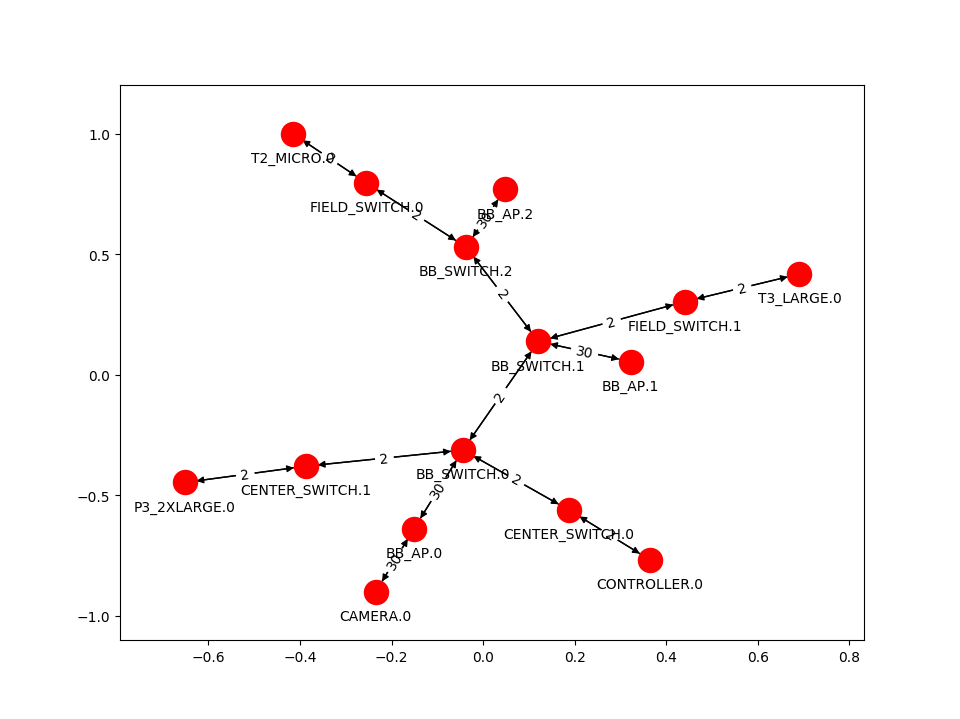 1.0
T2_MICRO.0
2
FIELD_SWITCH.0
2
BB_AP.2
30
BB_SWITCH.2
0.5
2
T3_LARGE.0
2
FIELD_SWITCH.1
2
BB_SWITCH.1
30
BB_AP.1
0.0
2
BB_SWITCH.0
2
CENTER_SWITCH.1
2
P3_2XLARGE.0
−0.5
30
2
CENTER_SWITCH.0
BB_AP.0
30
2
CONTROLLER.0
CAMERA.0
−1.0
−0.6 −0.4 −0.2 0.0 0.2 0.4 0.6 0.8